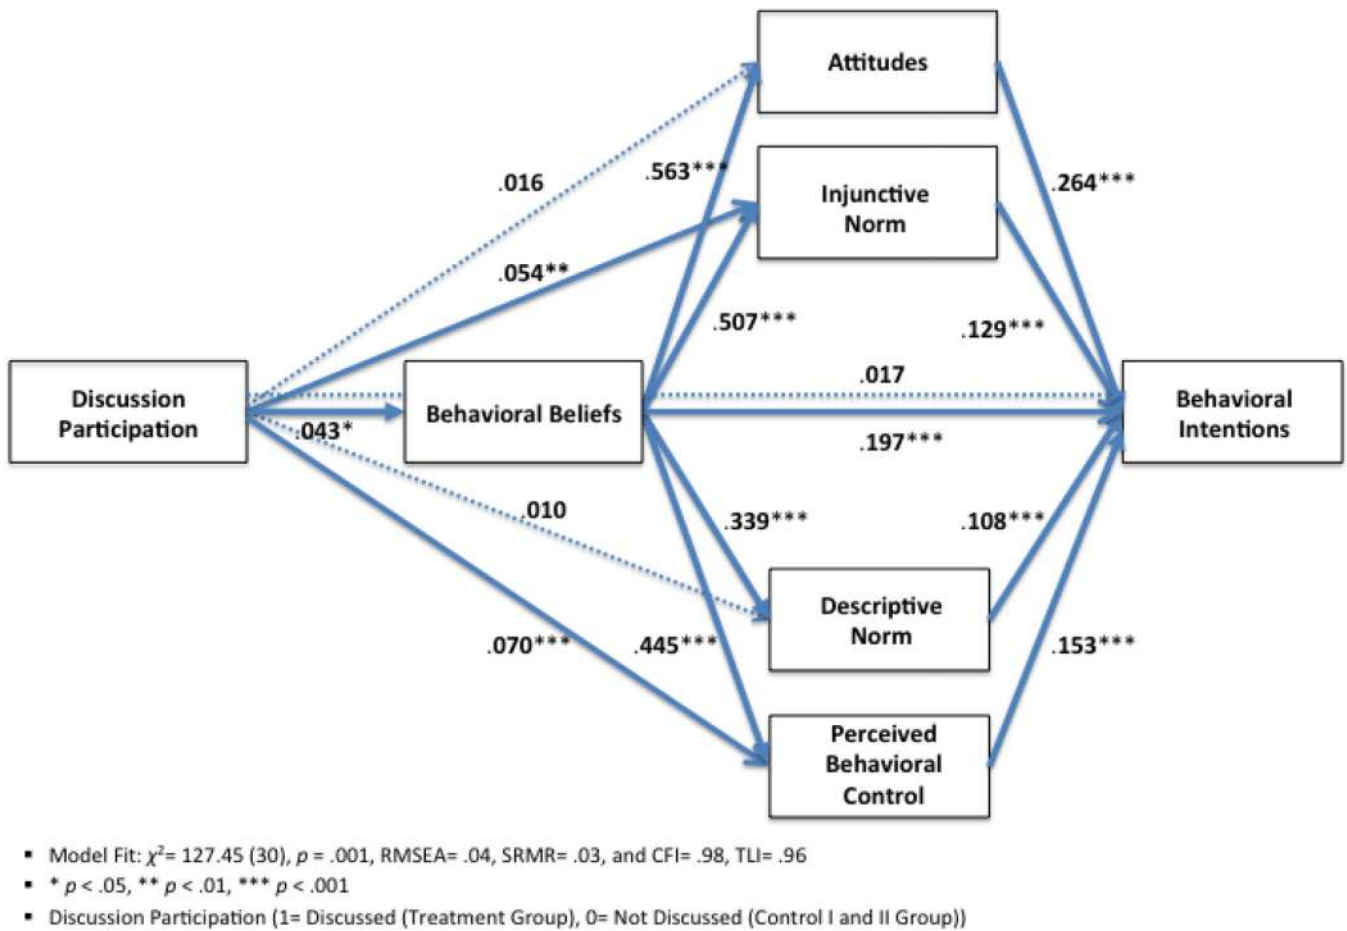 Attitudes
.016
.563***
.264***
Injunctive
Norm
.054**
.507***
.129***
Discussion
Participation
.043*
Behavioral Beliefs
.017
.197***
Behavioral
Intentions
.010
.339***
.108***
Descriptive
Norm
.070***
.445***
.153***
Perceived
Behavioral
Control
▪ Model Fit: χ²= 127.45 (30), p = .001, RMSEA= .04, SRMR= .03, and CFI= .98, TLI= .96
▪ * p < .05, ** p < .01, *** p < .001
▪ Discussion Participation (1= Discussed (Treatment Group), 0= Not Discussed (Control I and II Group))